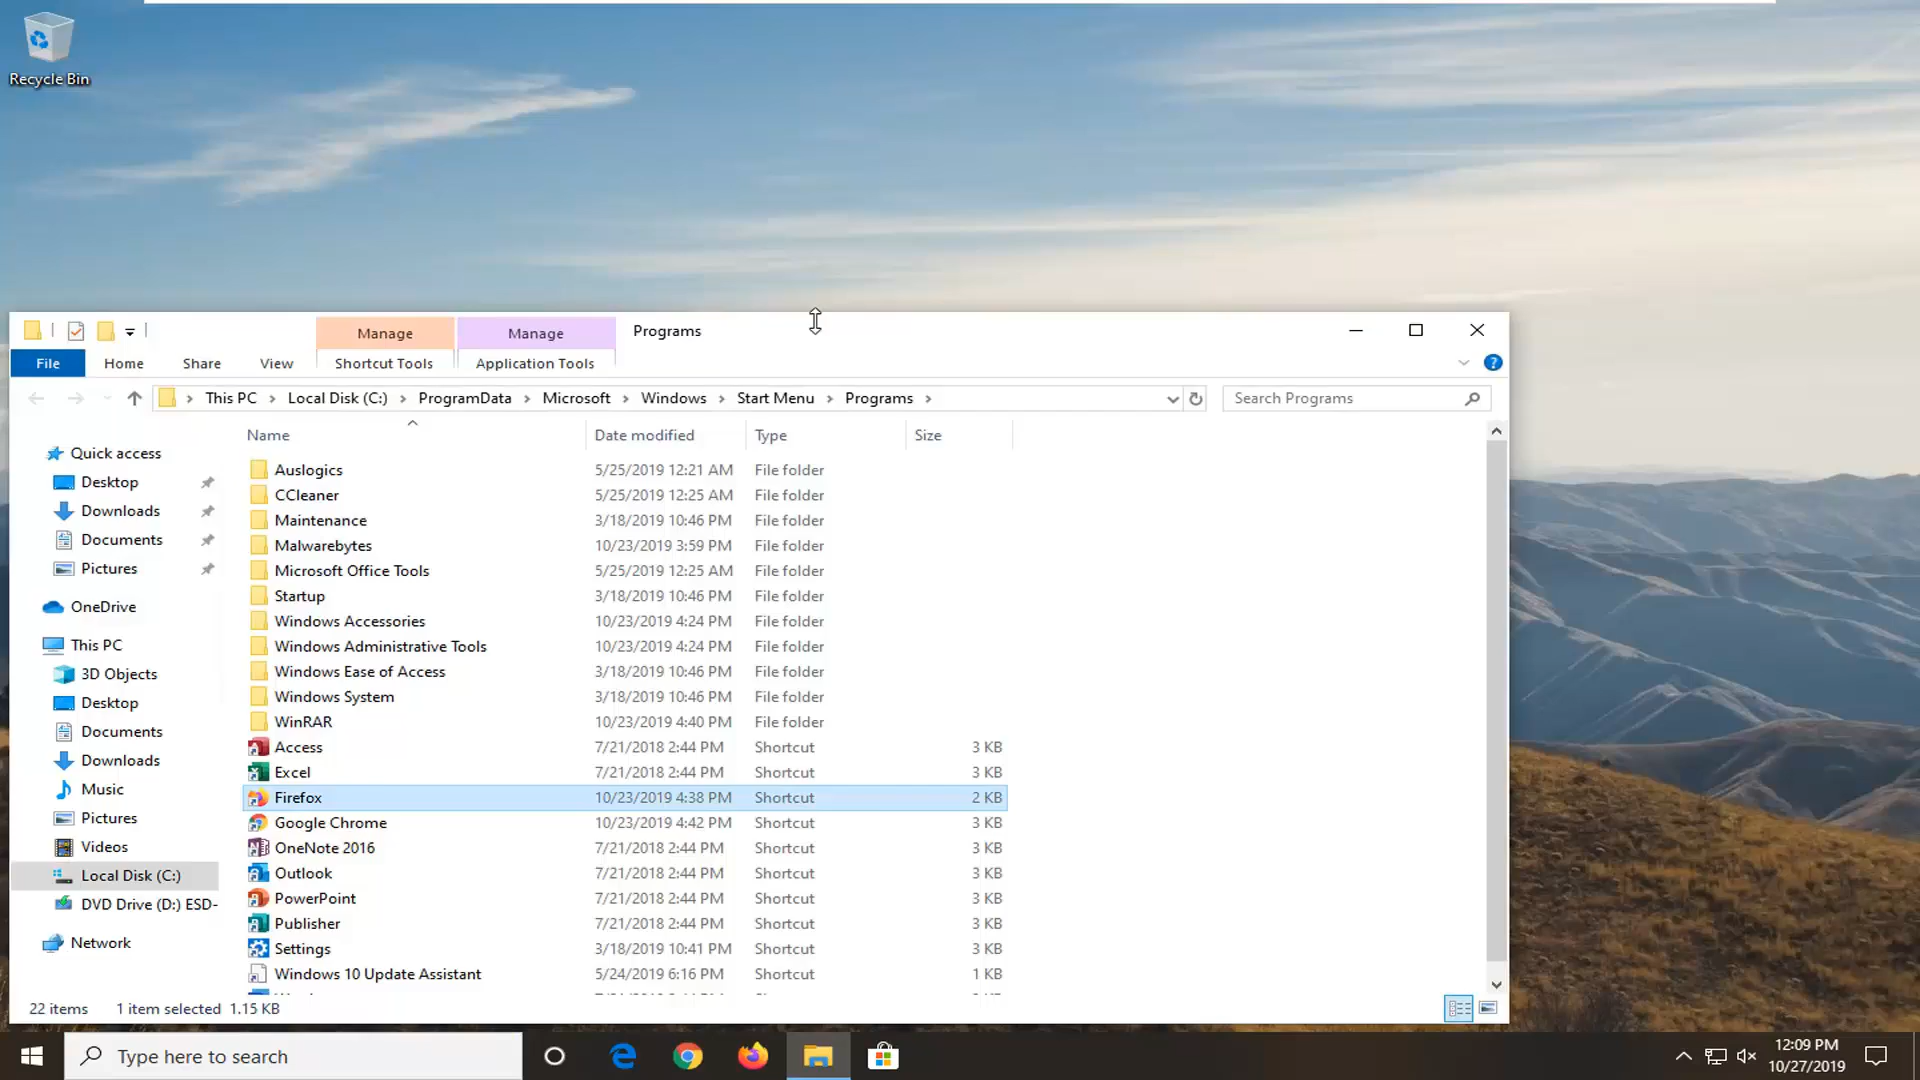 Recycle Bin
Manage
Manage
Programs
File
Home
Share
View
Shortcut Tools
Application Tools
This PC
Local Disk (C:)
ProgramData
Microsoft
Windows
Start Menu
Programs
Search Programs
Name
Date modified
Type
Size
Quick access
Desktop
Downloads
Documents
Pictures
OneDrive
This PC
3D Objects
Desktop
Documents
Downloads
Music
Pictures
Videos
Local Disk (C:)
DVD Drive (D:) ESD-
Network
Auslogics 5/25/2019 12:21 AM File folder
CCleaner 5/25/2019 12:25 AM File folder
Maintenance 3/18/2019 10:46 PM File folder
Malwarebytes 10/23/2019 3:59 PM File folder
Microsoft Office Tools 5/25/2019 12:25 AM File folder
Startup 3/18/2019 10:46 PM File folder
Windows Accessories 10/23/2019 4:24 PM File folder
Windows Administrative Tools 10/23/2019 4:24 PM File folder
Windows Ease of Access 3/18/2019 10:46 PM File folder
Windows System 3/18/2019 10:46 PM File folder
WinRAR 10/23/2019 4:40 PM File folder
Access 7/21/2018 2:44 PM Shortcut 3 KB
Excel 7/21/2018 2:44 PM Shortcut 3 KB
Firefox 10/23/2019 4:38 PM Shortcut 2 KB
Google Chrome 10/23/2019 4:42 PM Shortcut 3 KB
OneNote 2016 7/21/2018 2:44 PM Shortcut 3 KB
Outlook 7/21/2018 2:44 PM Shortcut 3 KB
PowerPoint 7/21/2018 2:44 PM Shortcut 3 KB
Publisher 7/21/2018 2:44 PM Shortcut 3 KB
Settings 3/18/2019 10:41 PM Shortcut 3 KB
Windows 10 Update Assistant 5/24/2019 6:16 PM Shortcut 1 KB
22 items
1 item selected 1.15 KB
Type here to search
12:09 PM
10/27/2019